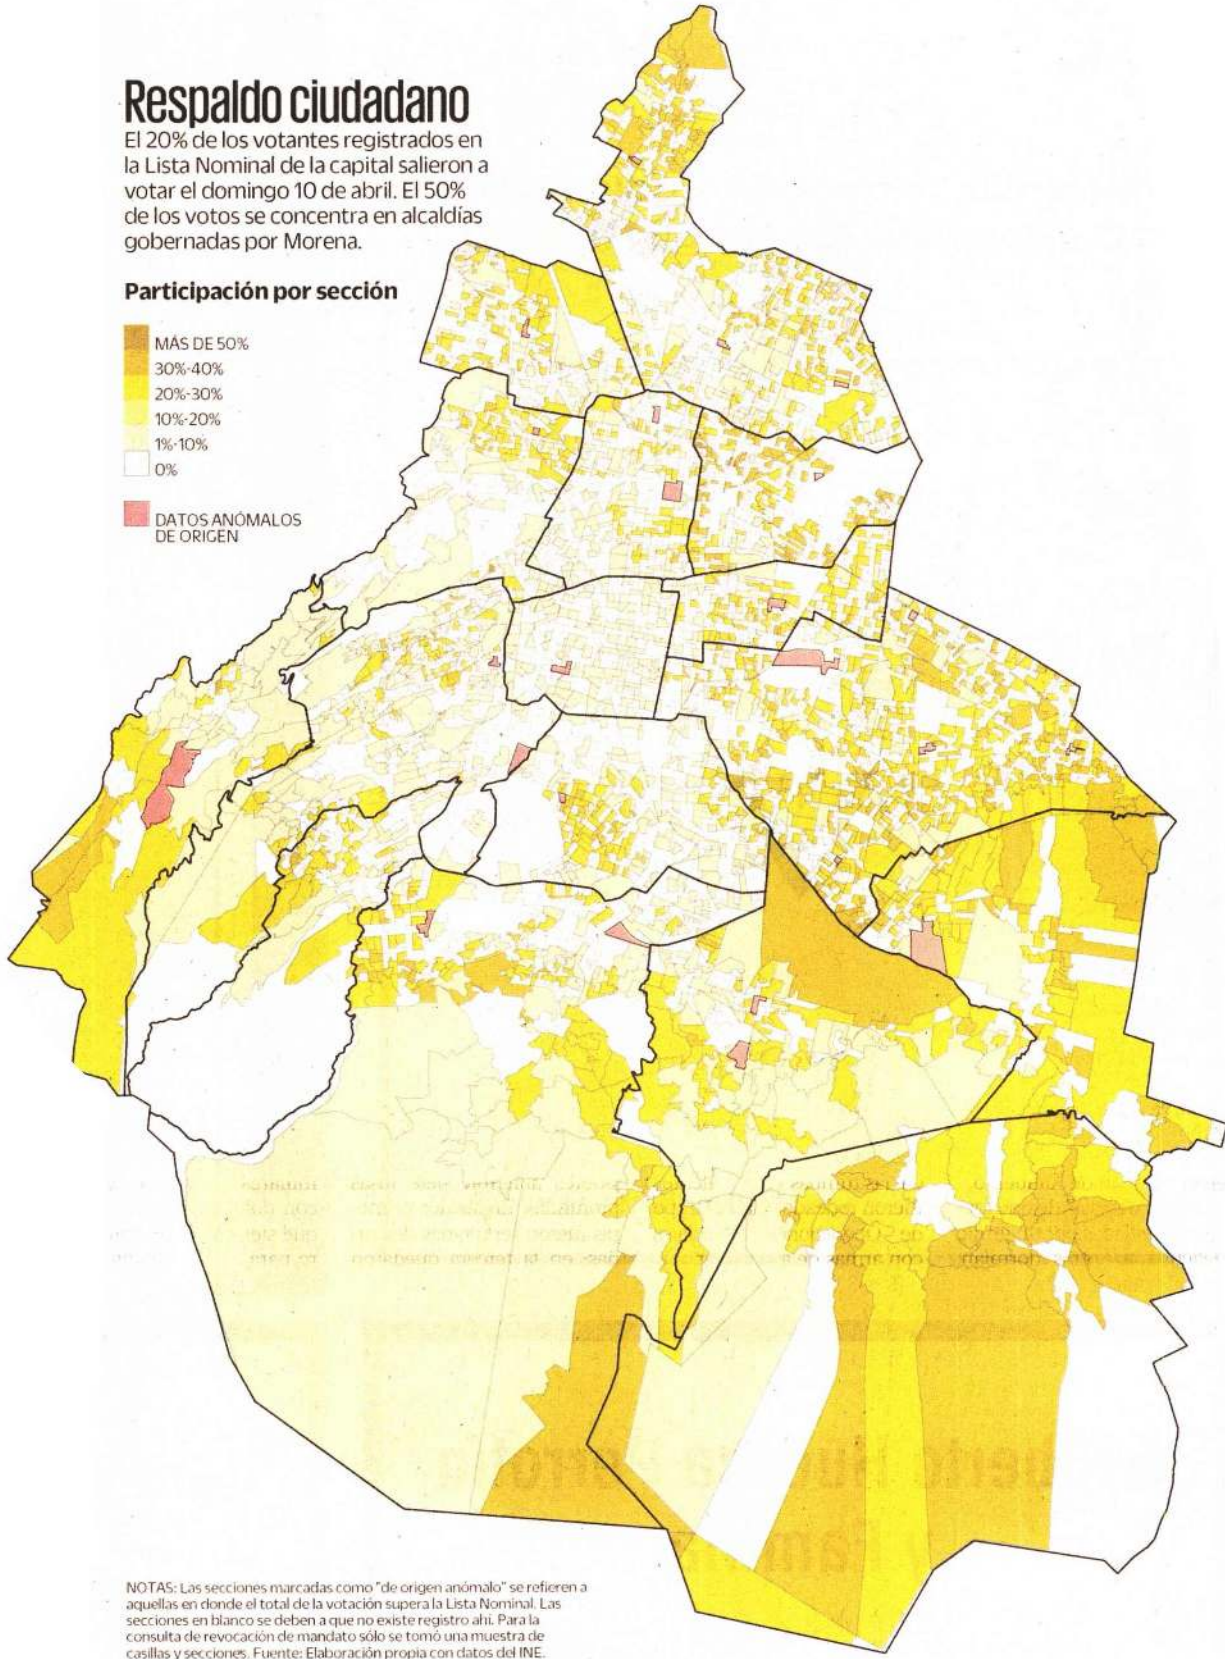 Respaldo ciudadano
El 20% de los votantes registrados en
la Lista Nominal de la capital salieron a
votar el domingo 10 de abril. El 50%
de los votos se concentra en alcaldías
gobernadas por Morena.
Participación por sección
MÁS DE 50%
30%-40%
20%-30%
10%-20%
1%-10%
0%
DATOS ANÓMALOS
DE ORIGEN
NOTAS: Las secciones marcadas como "de origen anómalo" se refieren a
aquellas en donde el total de la votación supera la Lista Nominal. Las
secciones en blanco se deben a que no existe registro ahí. Para la
consulta de revocación de mandato sólo se tomó una muestra de
casillas y secciones. Fuente: Elaboración propia con datos del INE.